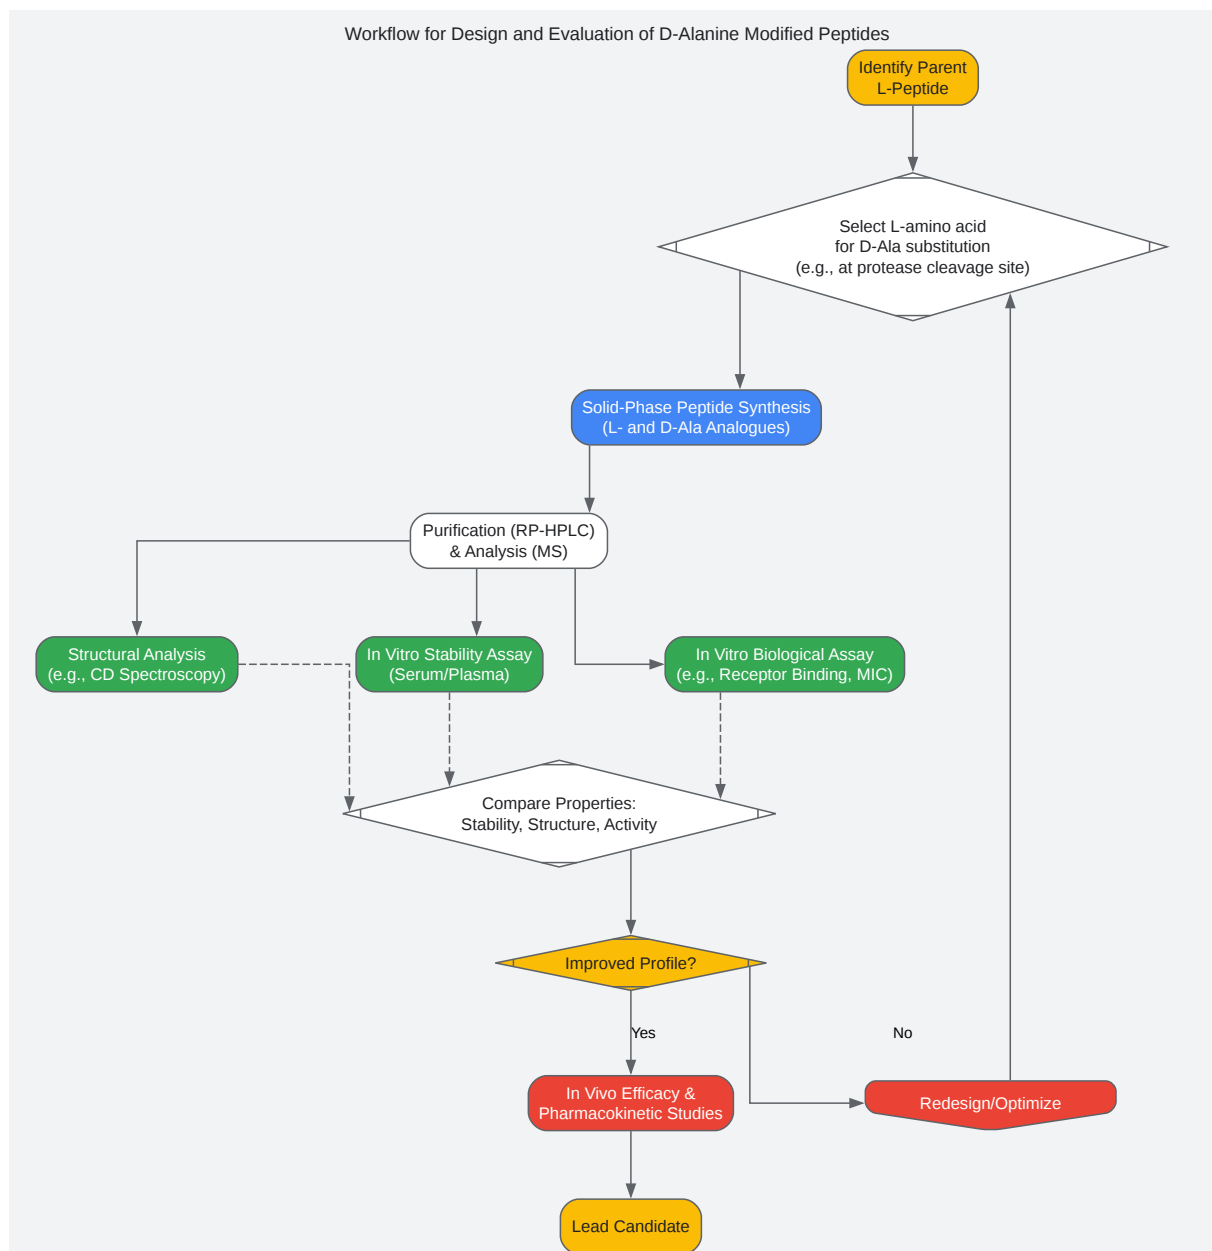 Workflow for Design and Evaluation of D-Alanine Modified Peptides
Identify Parent
L-Peptide
Select L-amino acid
for D-Ala substitution
(e.g., at protease cleavage site)
Solid-Phase Peptide Synthesis
(L- and D-Ala Analogues)
Purification (RP-HPLC)
& Analysis (MS)
Structural Analysis
(e.g., CD Spectroscopy)
In Vitro Stability Assay
(Serum/Plasma)
In Vitro Biological Assay
(e.g., Receptor Binding, MIC)
Compare Properties:
Stability, Structure, Activity
Improved Profile?
Yes
No
In Vivo Efficacy &
Pharmacokinetic Studies
Redesign/Optimize
Lead Candidate